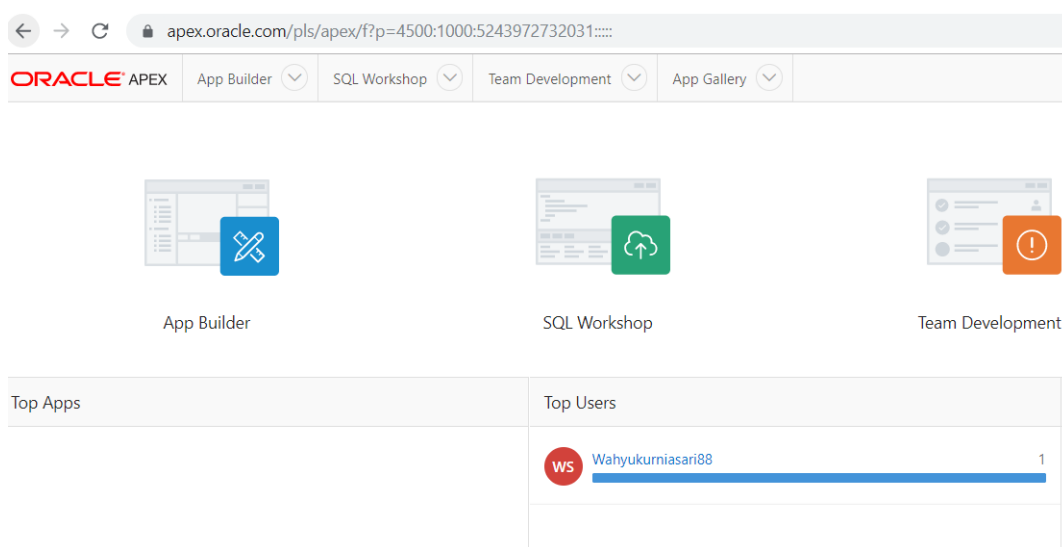 apex.oracle.com/pls/apex/f?p=4500:1000:5243972732031:::::
ORACLE APEX App Builder SQL Workshop Team Development App Gallery
App Builder SQL Workshop Team Development
Top Apps Top Users
WS Wahyukurniasari88 1